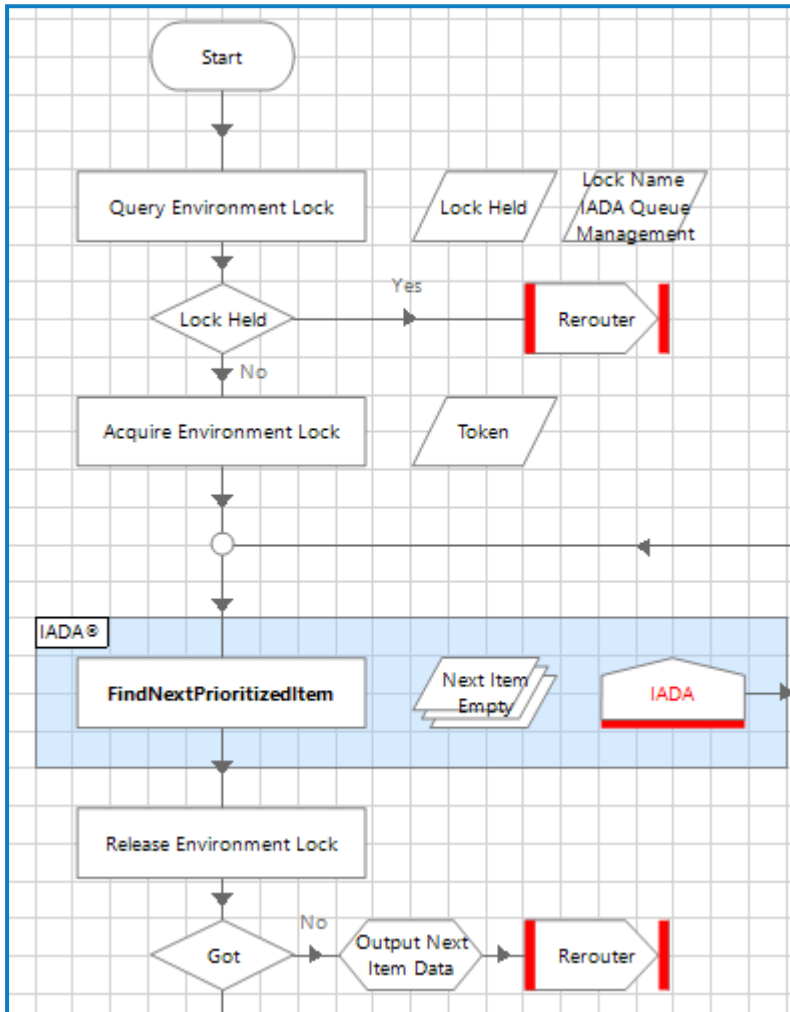 Start
Query Environment Lock
Lock Held
Lock Name
IADA Queue
Management
Lock Held
Yes
Rerouter
No
Acquire Environment Lock
Token
IADA®
FindNextPrioritizedItem
Next Item
Empty
IADA
Release Environment Lock
Got
No
Output Next
Item Data
Rerouter